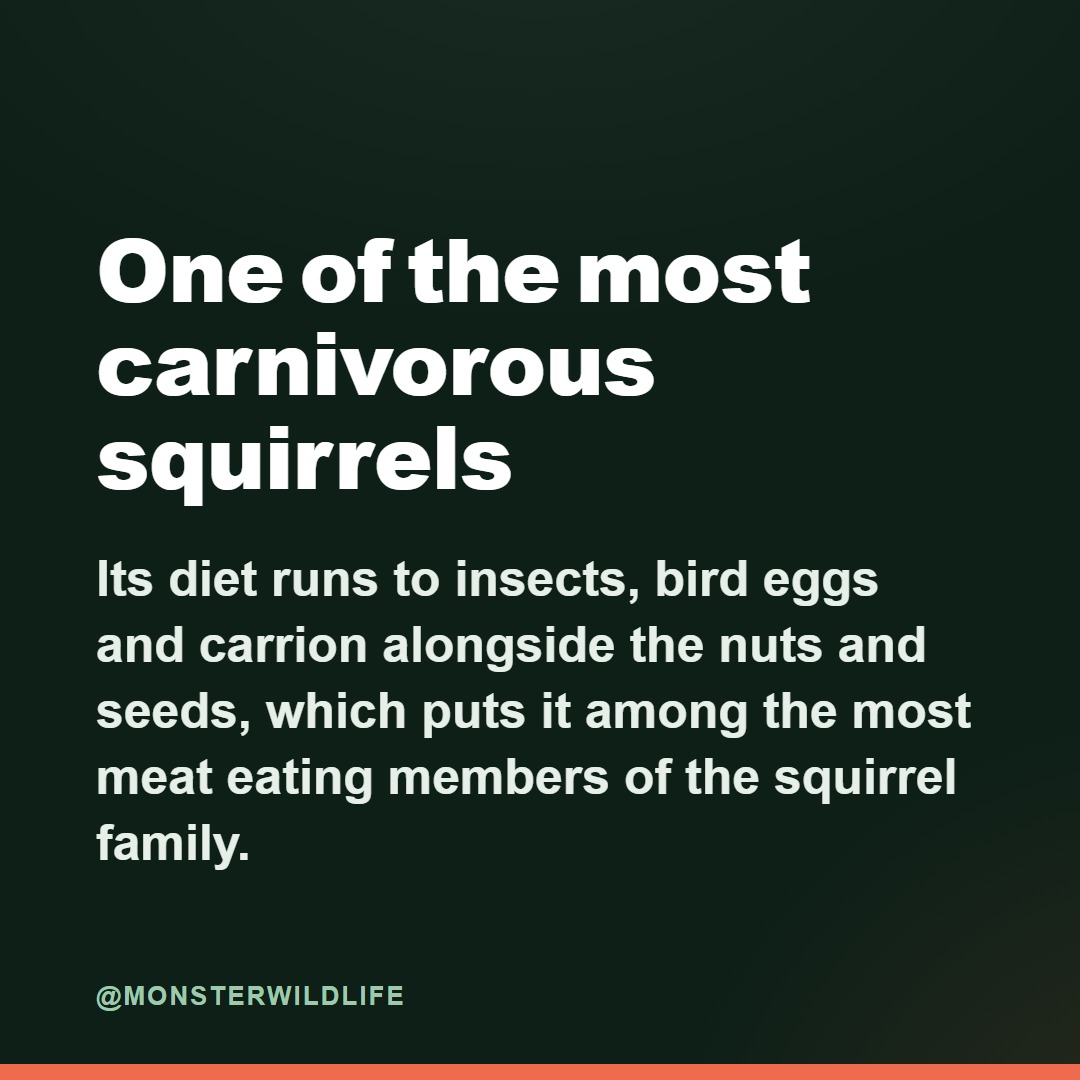 One of the most
carnivorous
squirrels
Its diet runs to insects, bird eggs
and carrion alongside the nuts and
seeds, which puts it among the most
meat eating members of the squirrel
family.
@MONSTERWILDLIFE